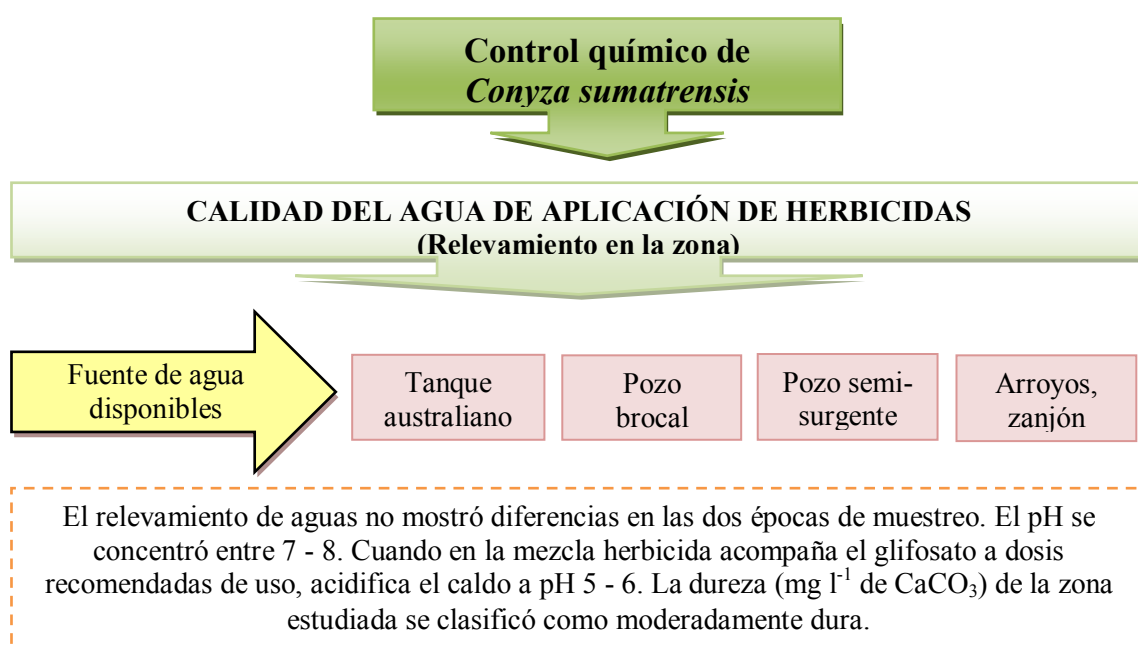 Control químico de
Conyza sumatrensis
CALIDAD DEL AGUA DE APLICACIÓN DE HERBICIDAS
(Relevamiento en la zona)
Fuente de agua
disponibles
Tanque
australiano
Pozo
brocal
Pozo semi-
surgente
Arroyos,
zanjón
El relevamiento de aguas no mostró diferencias en las dos épocas de muestreo. El pH se
concentró entre 7 - 8. Cuando en la mezcla herbicida acompaña el glifosato a dosis
recomendadas de uso, acidifica el caldo a pH 5 - 6. La dureza (mg l⁻¹ de CaCO₃) de la zona
estudiada se clasificó como moderadamente dura.